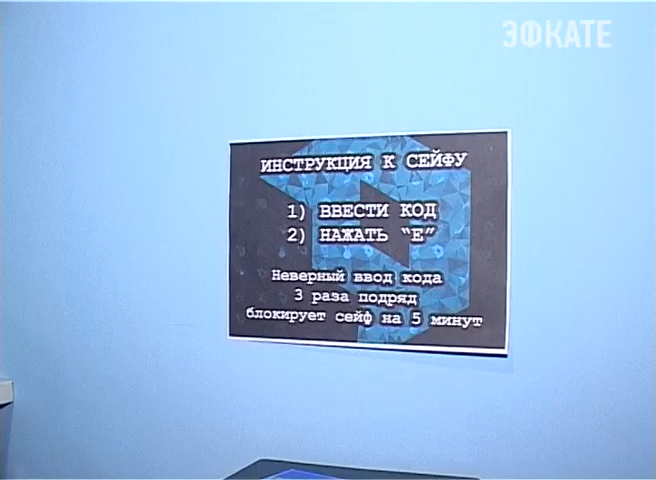 ЭФКАТЕ
ИНСТРУКЦИЯ К СЕЙФУ
1) ВВЕСТИ КОД
2) НАЖАТЬ “Е”
Неверный ввод кода
3 раза подряд
блокирует сейф на 5 минут